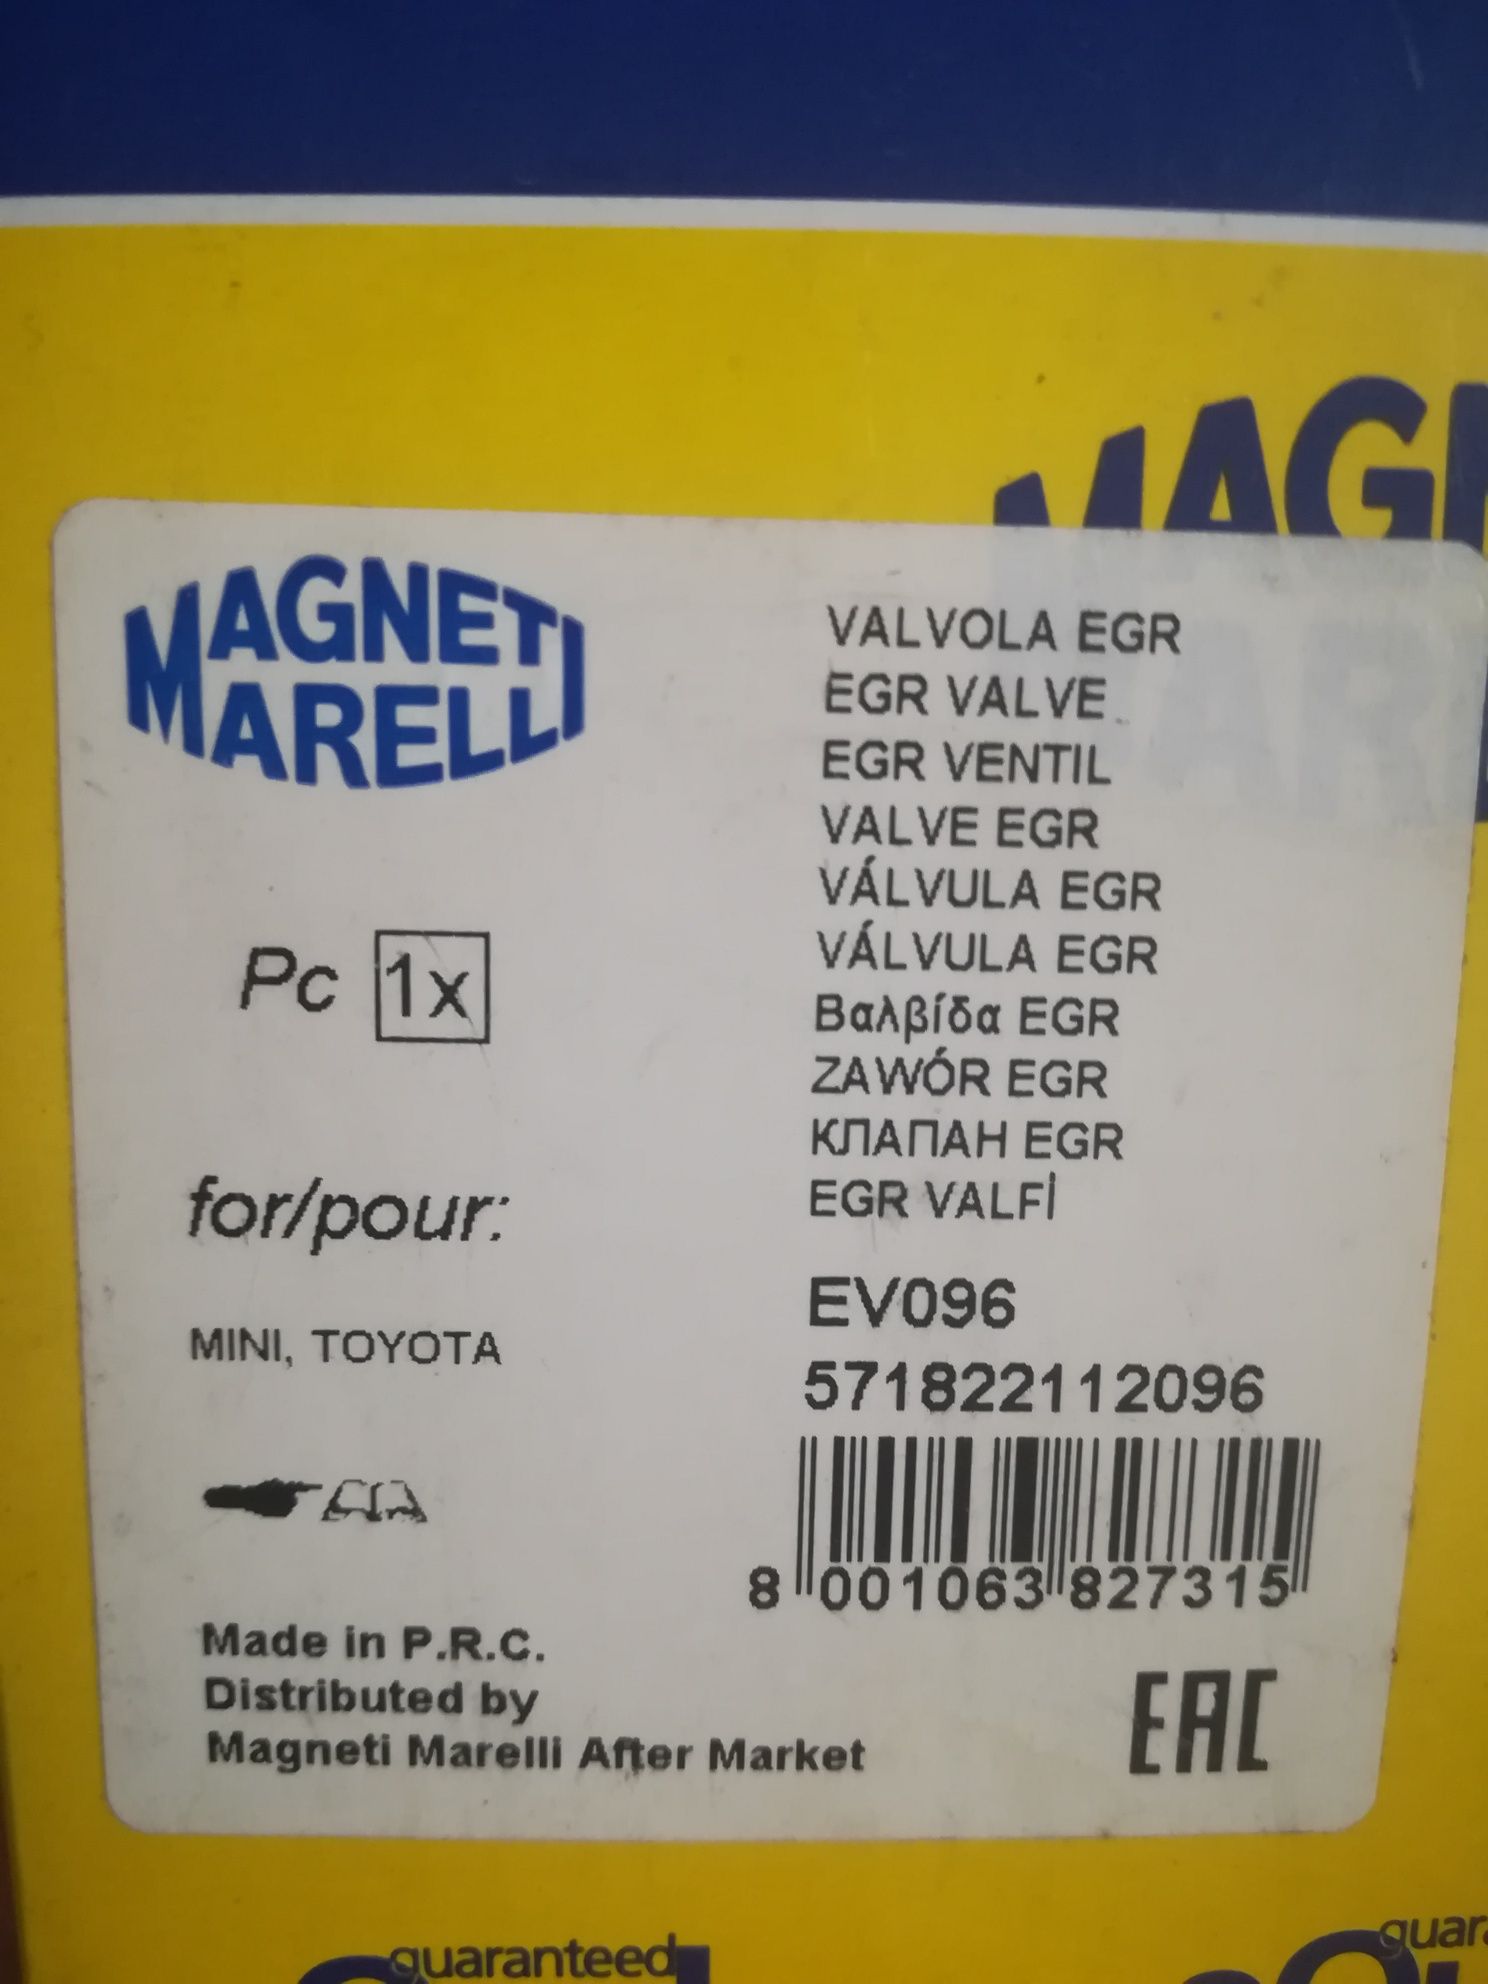 MAGNETI
MARELLI
VALVOLA EGR
EGR VALVE
EGR VENTIL
VALVE EGR
VÁLVULA EGR
VÁLVULA EGR
Βαλβίδα EGR
ZAWÓR EGR
КЛАПАН EGR
EGR VALFİ
Pc 1x
for/pour:
MINI, TOYOTA
EV096
571822112096
8 001063 827315
Made in P.R.C.
Distributed by
Magneti Marelli After Market
EAC
guaranteed